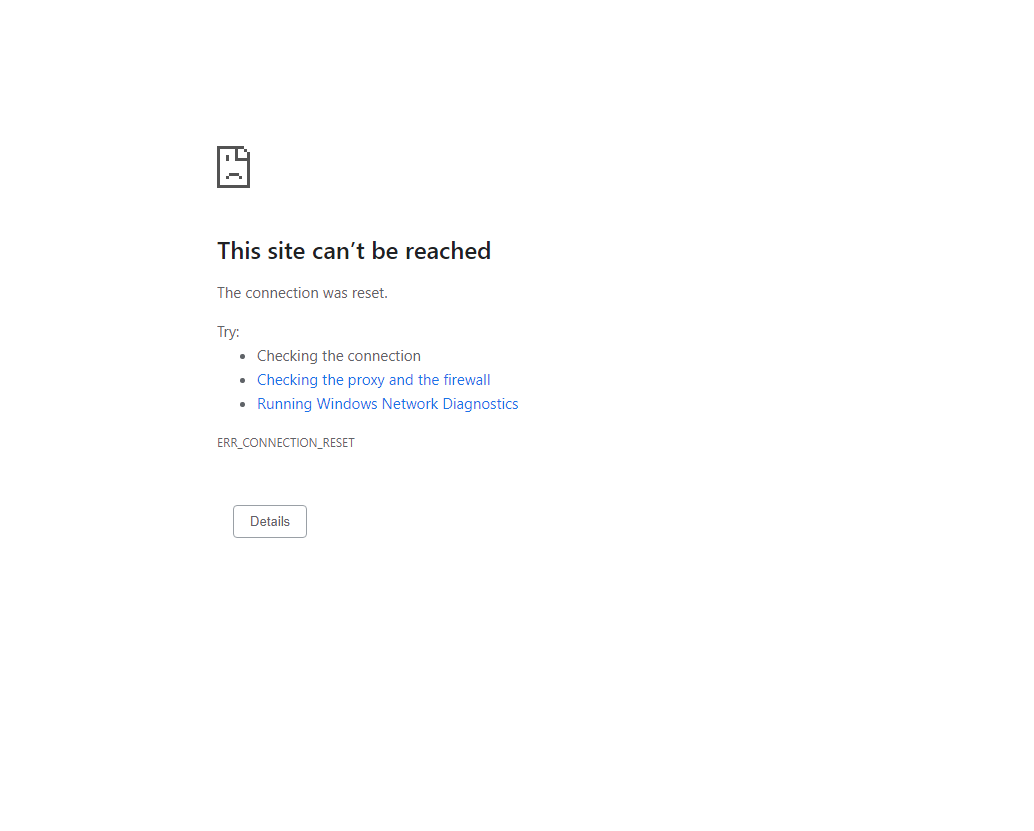 This site can’t be reached
The connection was reset.
Try:
Checking the connection
Checking the proxy and the firewall
Running Windows Network Diagnostics
ERR_CONNECTION_RESET
Details